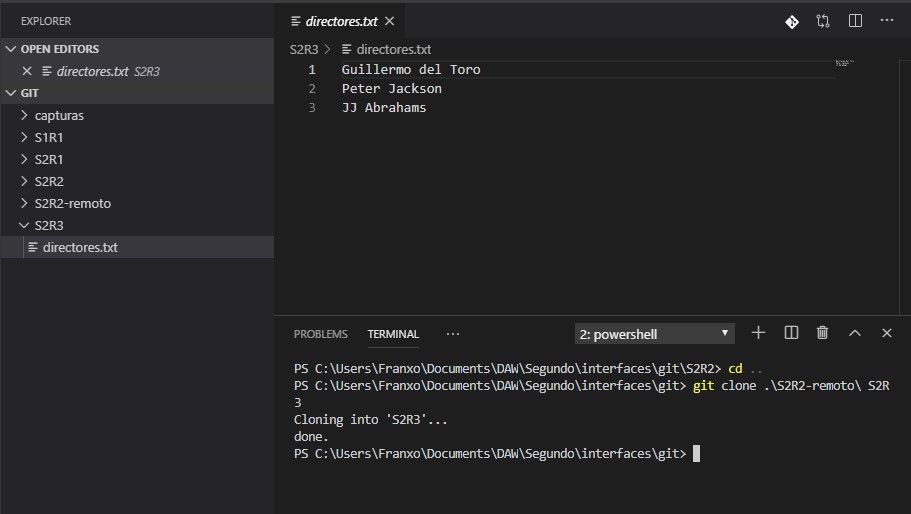 EXPLORER
OPEN EDITORS
directores.txt S2R3
GIT
capturas
S1R1
S2R1
S2R2
S2R2-remoto
S2R3
directores.txt
directores.txt
S2R3 > directores.txt
1 Guillermo del Toro
2 Peter Jackson
3 JJ Abrahams
PROBLEMS TERMINAL ... 2: powershell
PS C:\Users\Franxo\Documents\DAW\Segundo\interfaces\git\S2R2> cd ..
PS C:\Users\Franxo\Documents\DAW\Segundo\interfaces\git> git clone .\S2R2-remoto\ S2R
3
Cloning into 'S2R3'...
done.
PS C:\Users\Franxo\Documents\DAW\Segundo\interfaces\git>